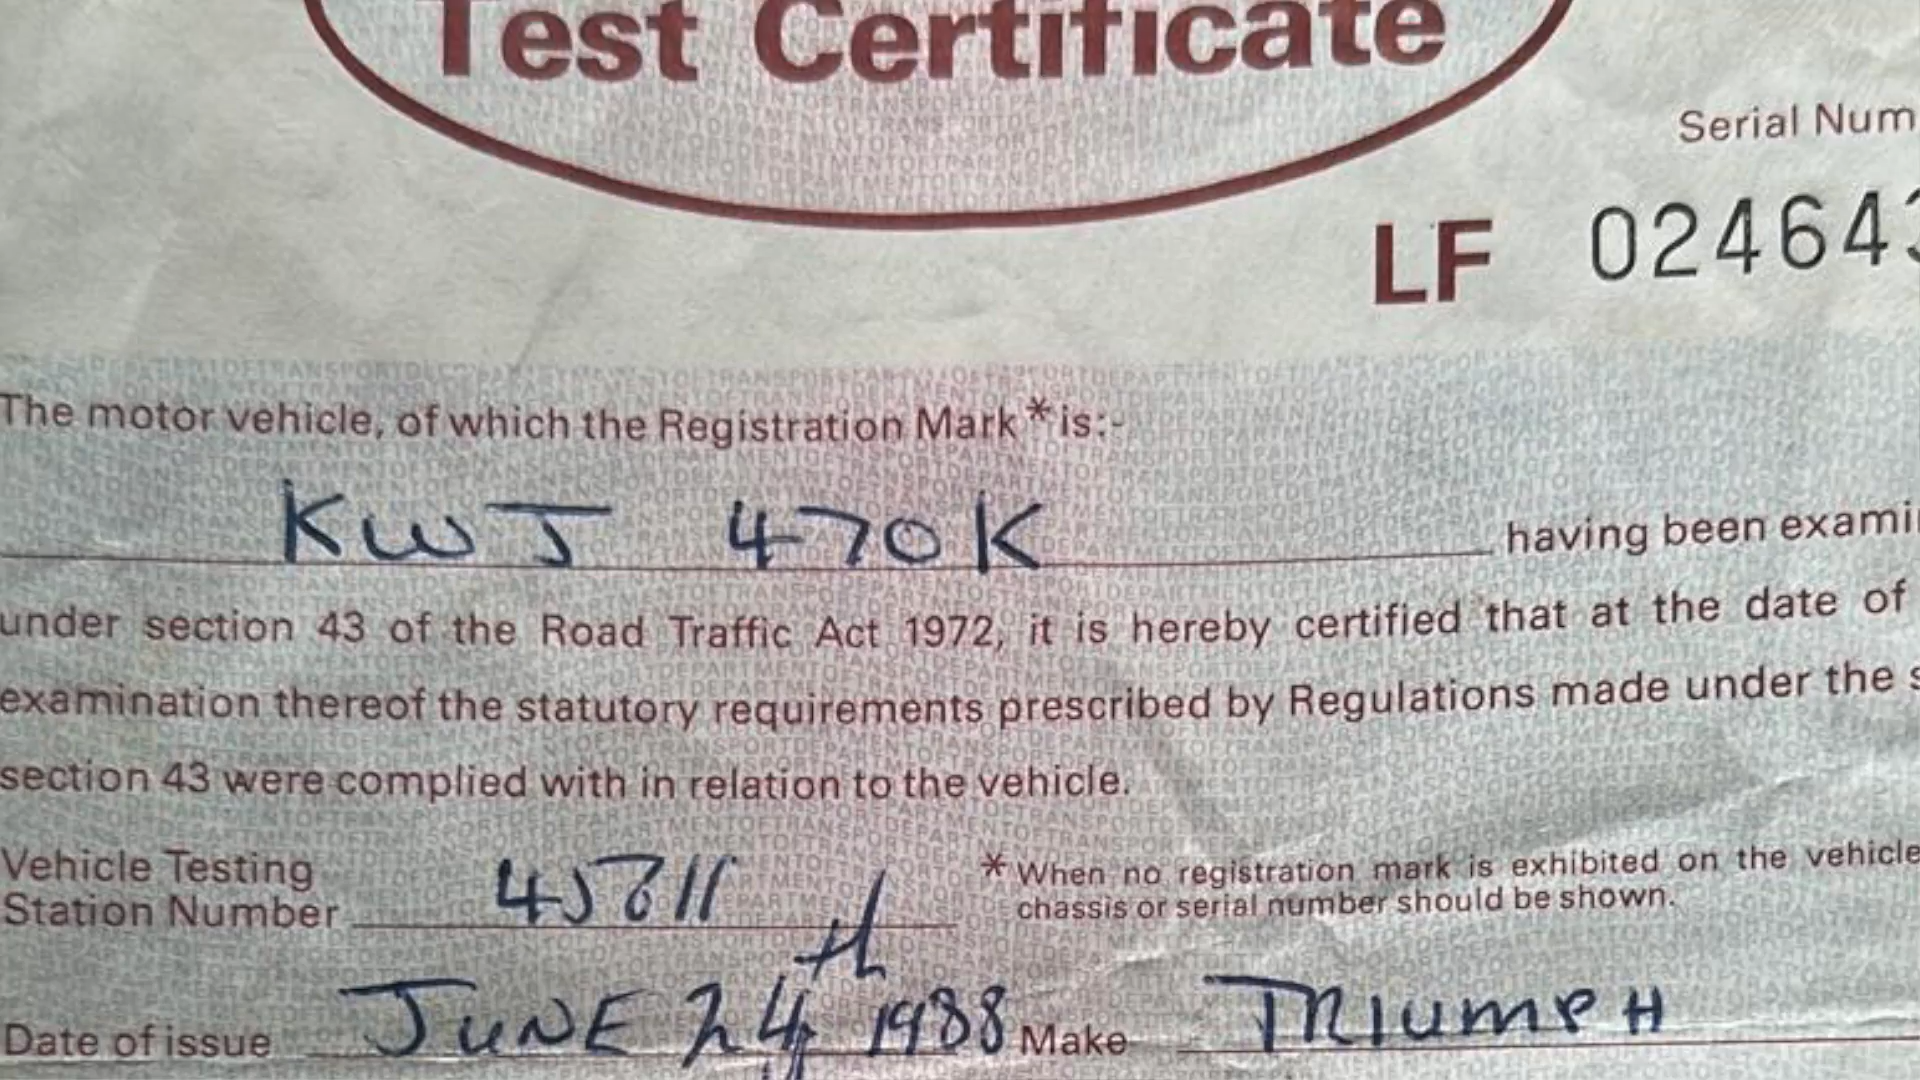 Test Certificate
Serial Num
LF 024643
The motor vehicle, of which the Registration Mark * is:-
KWJ 470K having been examin
under section 43 of the Road Traffic Act 1972, it is hereby certified that at the date of
examination thereof the statutory requirements prescribed by Regulations made under the s
section 43 were complied with in relation to the vehicle.
Vehicle Testing
Station Number 45811
* When no registration mark is exhibited on the vehicle
chassis or serial number should be shown.
Date of issue JUNE 24th 1988 Make TRIUMPH